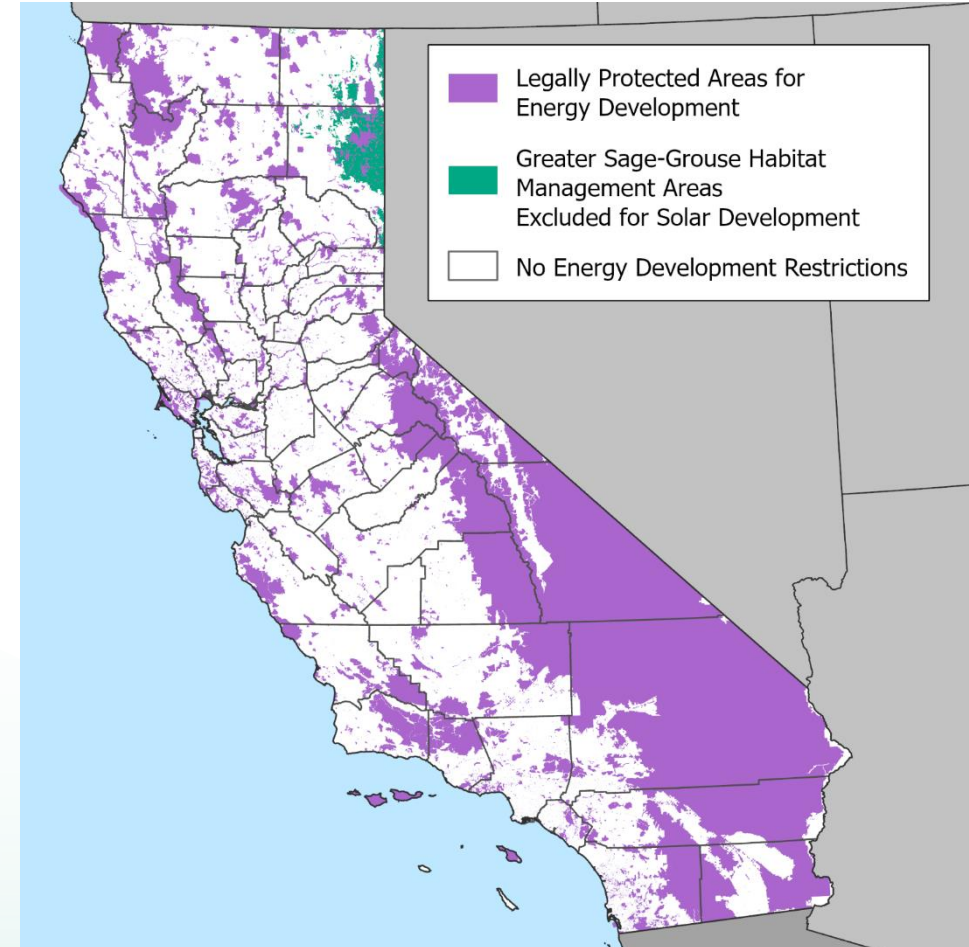 Legally Protected Areas for
Energy Development
Greater Sage-Grouse Habitat
Management Areas
Excluded for Solar Development
No Energy Development Restrictions